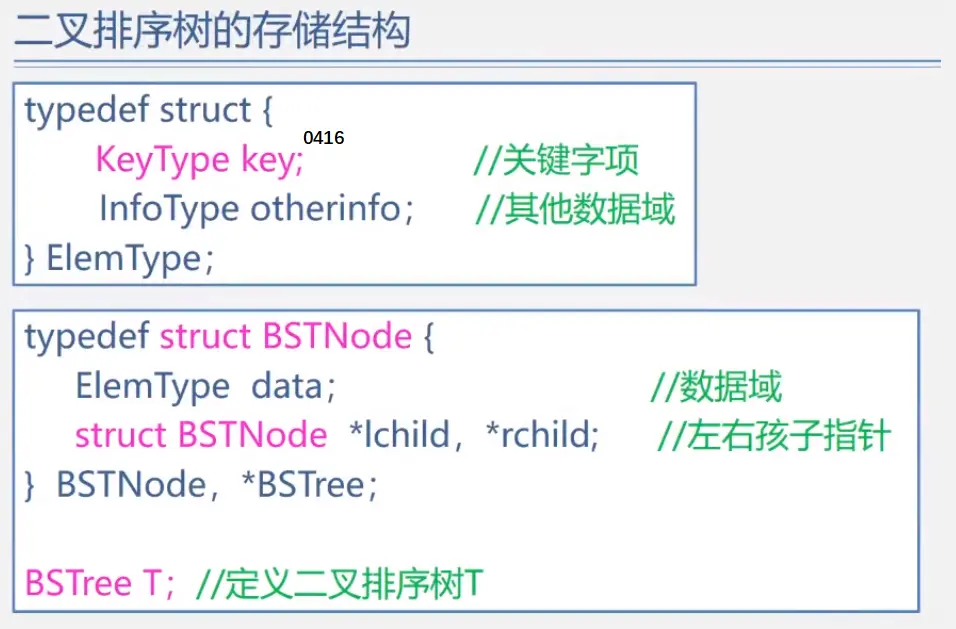 二叉排序树的存储结构
typedef struct {
0416
KeyType key; //关键字项
InfoType otherinfo; //其他数据域
} ElemType;
typedef struct BSTNode {
ElemType data; //数据域
struct BSTNode *lchild, *rchild; //左右孩子指针
} BSTNode, *BSTree;
BSTree T; //定义二叉排序树T